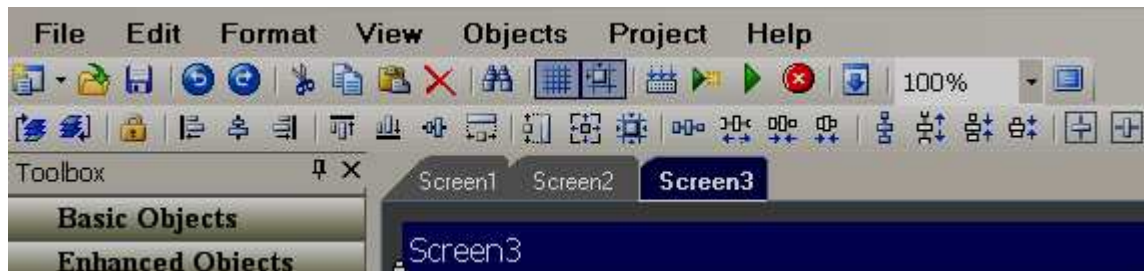 File Edit Format View Objects Project Help
100%
Toolbox
Screen1 Screen2 Screen3
Basic Objects
Screen3
Enhanced Objects